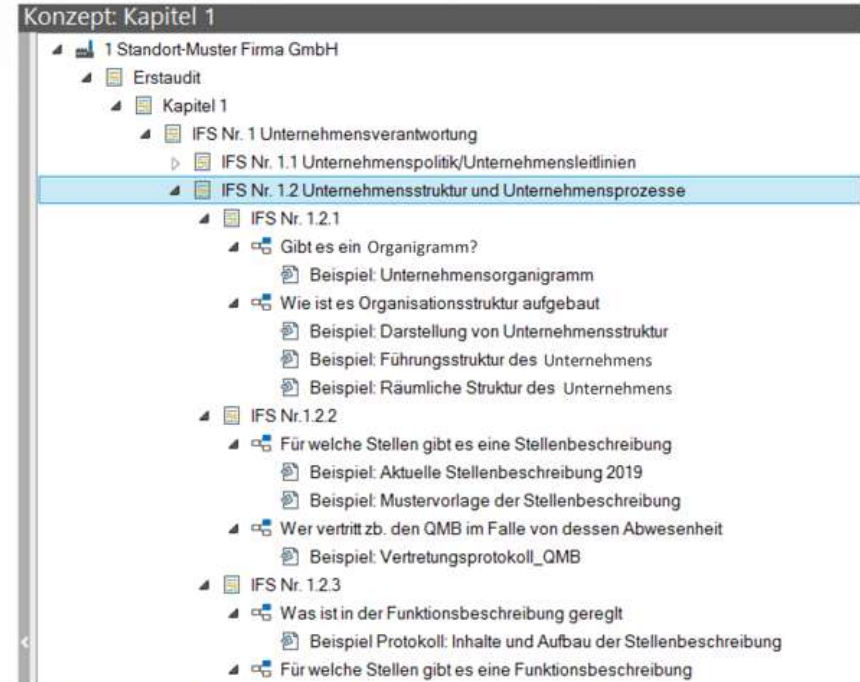 Konzept: Kapitel 1
1 Standort-Muster Firma GmbH
Erstaudit
Kapitel 1
IFS Nr. 1 Unternehmensverantwortung
IFS Nr. 1.1 Unternehmenspolitik/Unternehmensleitlinien
IFS Nr. 1.2 Unternehmensstruktur und Unternehmensprozesse
IFS Nr. 1.2.1
Gibt es ein Organigramm?
Beispiel: Unternehmensorganigramm
Wie ist es Organisationsstruktur aufgebaut
Beispiel: Darstellung von Unternehmensstruktur
Beispiel: Führungsstruktur des Unternehmens
Beispiel: Räumliche Struktur des Unternehmens
IFS Nr.1.2.2
Für welche Stellen gibt es eine Stellenbeschreibung
Beispiel: Aktuelle Stellenbeschreibung 2019
Beispiel: Mustervorlage der Stellenbeschreibung
Wer vertritt zb. den QMB im Falle von dessen Abwesenheit
Beispiel: Vertretungsprotokoll_QMB
IFS Nr. 1.2.3
Was ist in der Funktionsbeschreibung gereglt
Beispiel Protokoll: Inhalte und Aufbau der Stellenbeschreibung
Für welche Stellen gibt es eine Funktionsbeschreibung